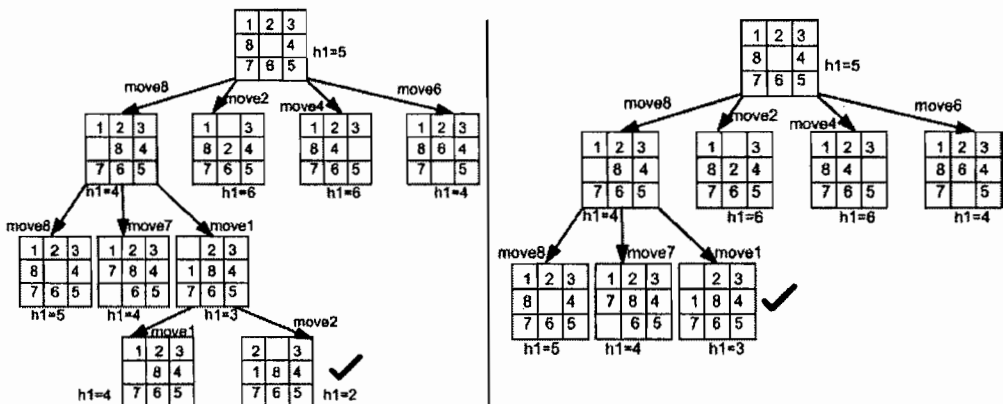 1 2 3
8 4
7 6 5
h1=5
move8
move2
move4
move6
1 2 3
8 4
7 6 5
h1=4
1 3
8 2 4
7 6 5
h1=6
1 2 3
8 4
7 6 5
h1=6
1 2 3
8 6 4
7 5
h1=4
move8
move7
move1
1 2 3
8 4
7 6 5
h1=5
1 2 3
7 8 4
6 5
h1=4
2 3
1 8 4
7 6 5
h1=3
move1
move2
1 2 3
8 4
7 6 5
h1=4
2 3
1 8 4
7 6 5
h1=2
1 2 3
8 4
7 6 5
h1=5
move8
move2
move4
move6
1 2 3
8 4
7 6 5
h1=4
1 3
8 2 4
7 6 5
h1=6
1 2 3
8 4
7 6 5
h1=6
1 2 3
8 6 4
7 5
h1=4
move8
move7
move1
1 2 3
8 4
7 6 5
h1=5
1 2 3
7 8 4
6 5
h1=4
2 3
1 8 4
7 6 5
h1=3